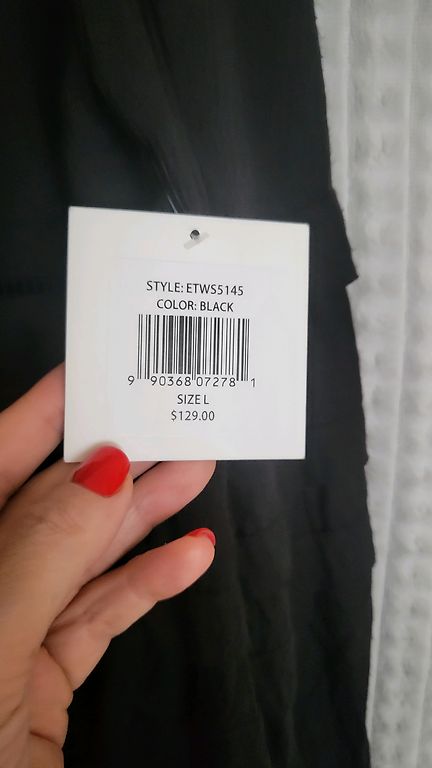 STYLE: ETWS5145
COLOR: BLACK
9 90368 07278 1
SIZE L
$129.00